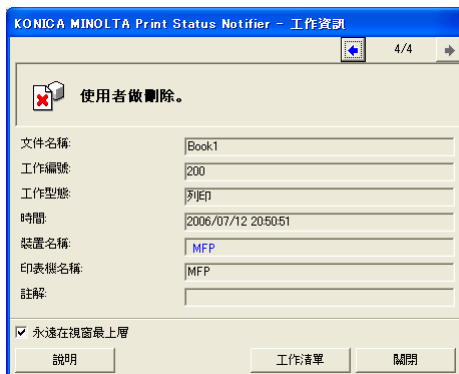 KONICA MINOLTA Print Status Notifier - 工作資訊
4/4
使用者做刪除。
文件名稱: Book1
工作編號: 200
工作型態: 列印
時間: 2006/07/12 20:50:51
裝置名稱: MFP
印表機名稱: MFP
註解:
永遠在視窗最上層
說明 工作清單 關閉